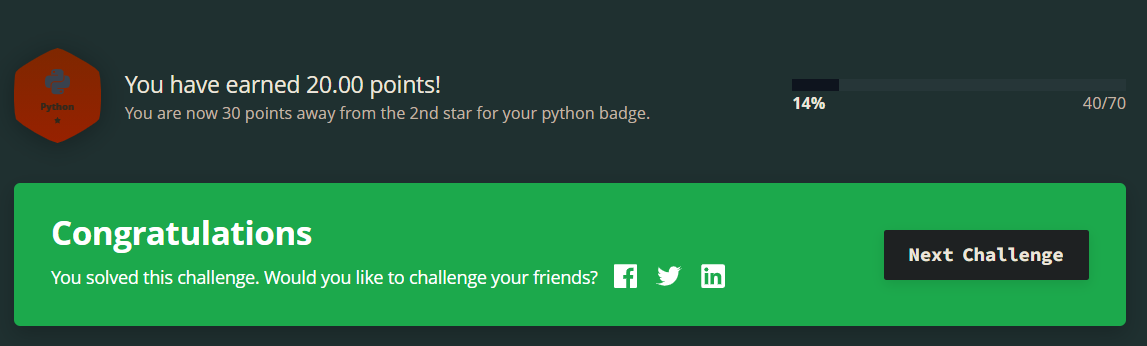 Python
You have earned 20.00 points!
You are now 30 points away from the 2nd star for your python badge.
14%
40/70
Congratulations
You solved this challenge. Would you like to challenge your friends?
Next Challenge